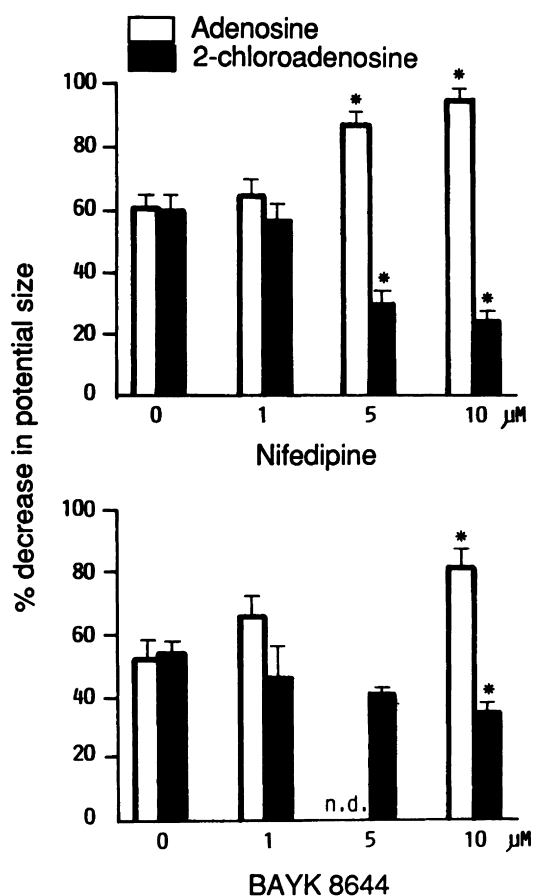 Adenosine
2-chloroadenosine
% decrease in potential size
100
80
60
40
20
0
*
*
*
*
0 1 5 10 µM
Nifedipine
100
80
60
40
20
0
*
*
n.d.
0 1 5 10 µM
BAYK 8644